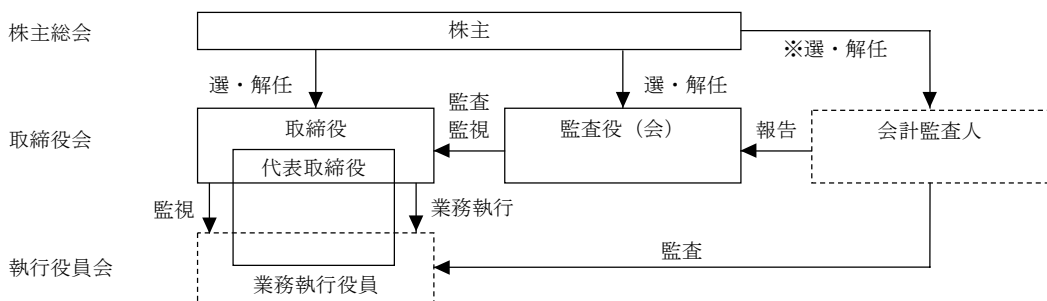 株主総会
株主
※選・解任
選・解任
選・解任
取締役会
取締役
監査
監視
監査役（会）
報告
会計監査人
代表取締役
監視
業務執行
監査
執行役員会
業務執行役員